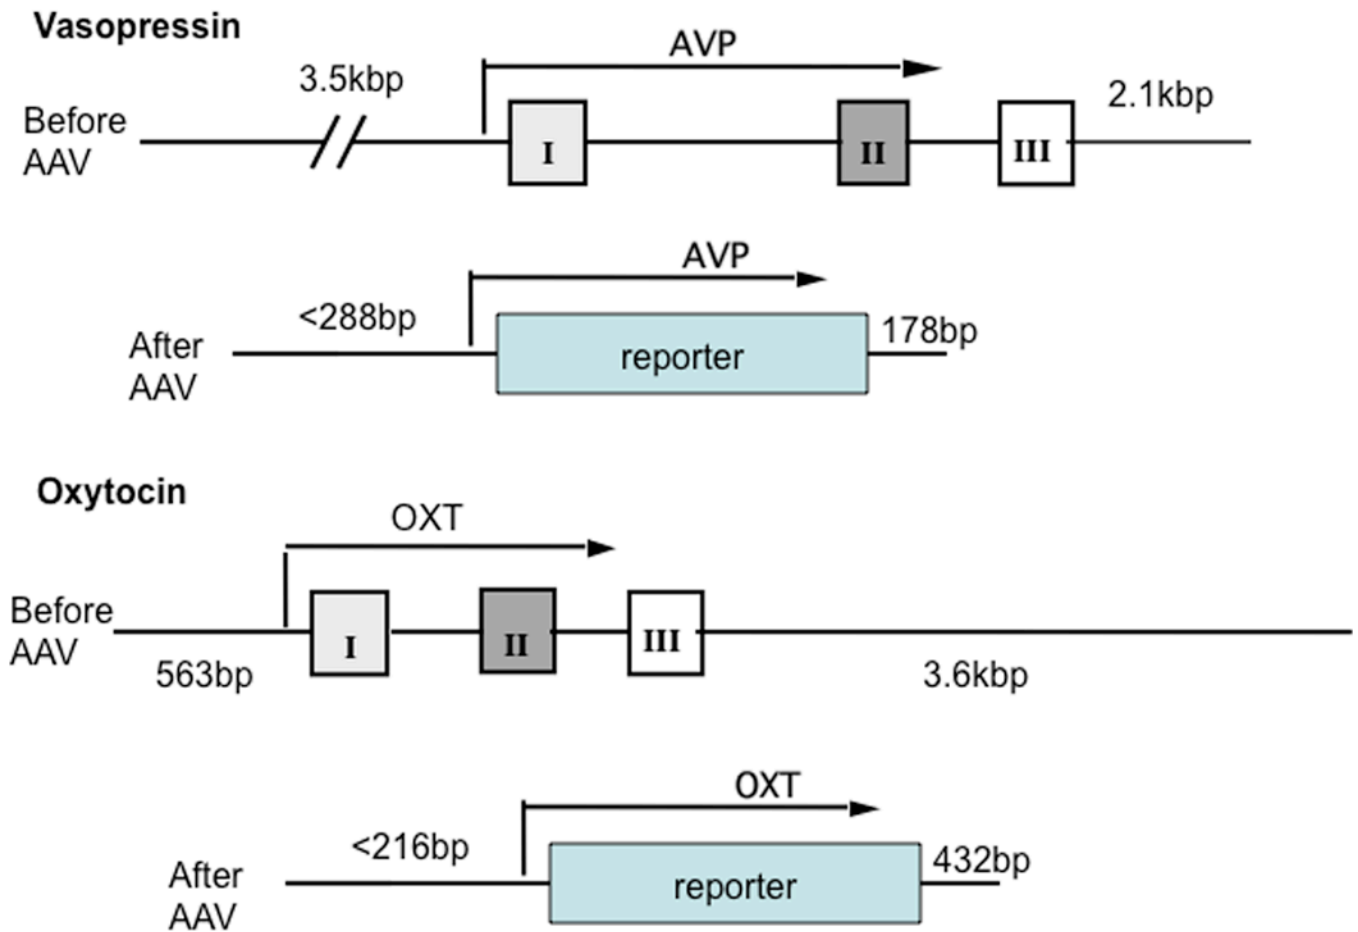 Vasopressin
AVP
3.5kbp
2.1kbp
Before
AAV
I
II
III
AVP
<288bp
178bp
After
AAV
reporter
Oxytocin
OXT
Before
AAV
I
II
III
563bp
3.6kbp
OXT
<216bp
432bp
After
AAV
reporter